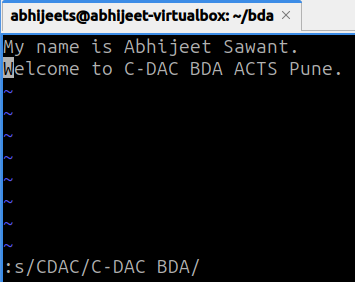 abhijeets@abhijeet-virtualbox: ~/bda ×
My name is Abhijeet Sawant.
Welcome to C-DAC BDA ACTS Pune.
~
~
~
~
~
~
~
~
:s/CDAC/C-DAC BDA/